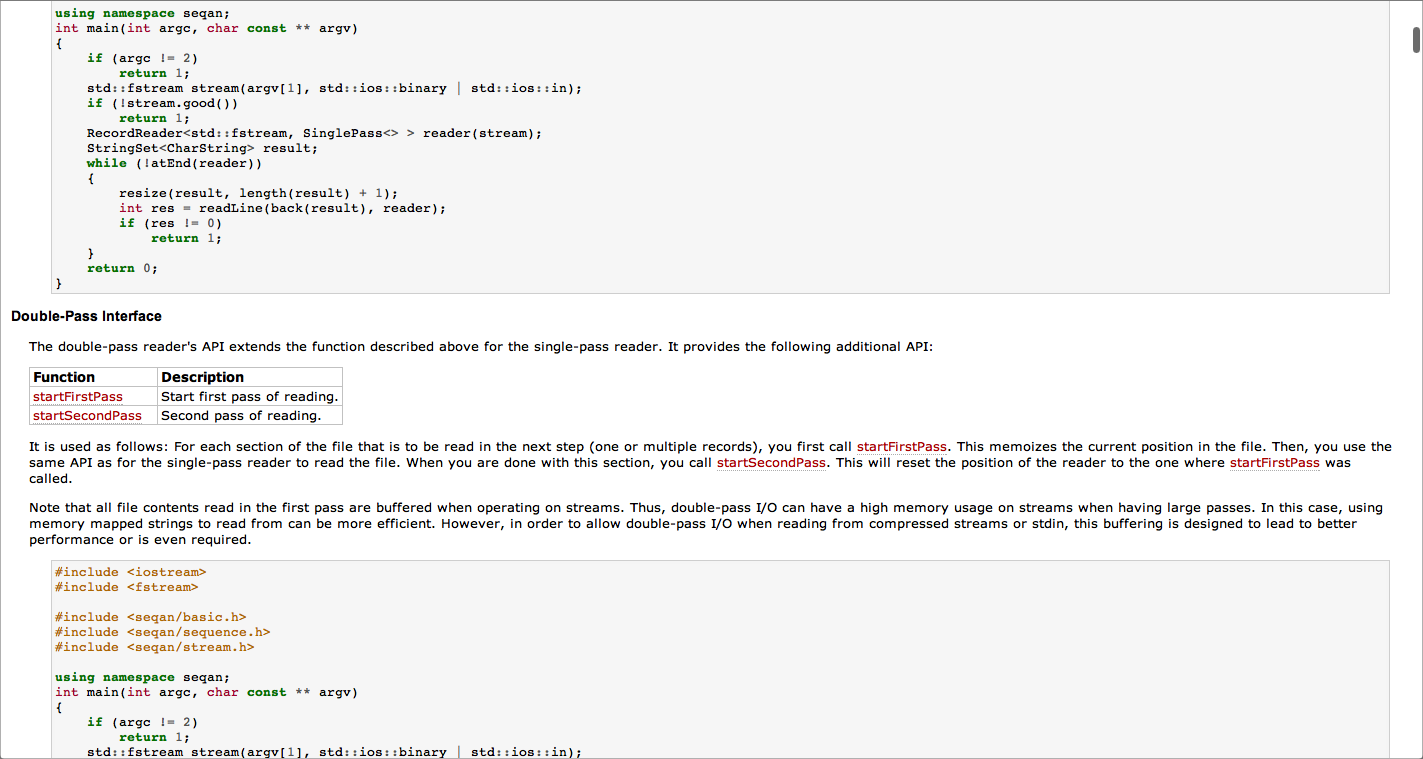 using namespace seqan;
int main(int argc, char const ** argv)
{
    if (argc != 2)
        return 1;
    std::fstream stream(argv[1], std::ios::binary | std::ios::in);
    if (!stream.good())
        return 1;
    RecordReader<std::fstream, SinglePass<> > reader(stream);
    StringSet<CharString> result;
    while (!atEnd(reader))
    {
        resize(result, length(result) + 1);
        int res = readLine(back(result), reader);
        if (res != 0)
            return 1;
    }
    return 0;
}
Double-Pass Interface
The double-pass reader's API extends the function described above for the single-pass reader. It provides the following additional API:
Function Description
startFirstPass Start first pass of reading.
startSecondPass Second pass of reading.
It is used as follows: For each section of the file that is to be read in the next step (one or multiple records), you first call startFirstPass. This memoizes the current position in the file. Then, you use the
same API as for the single-pass reader to read the file. When you are done with this section, you call startSecondPass. This will reset the position of the reader to the one where startFirstPass was
called.
Note that all file contents read in the first pass are buffered when operating on streams. Thus, double-pass I/O can have a high memory usage on streams when having large passes. In this case, using
memory mapped strings to read from can be more efficient. However, in order to allow double-pass I/O when reading from compressed streams or stdin, this buffering is designed to lead to better
performance or is even required.
#include <iostream>
#include <fstream>
#include <seqan/basic.h>
#include <seqan/sequence.h>
#include <seqan/stream.h>
using namespace seqan;
int main(int argc, char const ** argv)
{
    if (argc != 2)
        return 1;
    std::fstream stream(argv[1], std::ios::binary | std::ios::in);